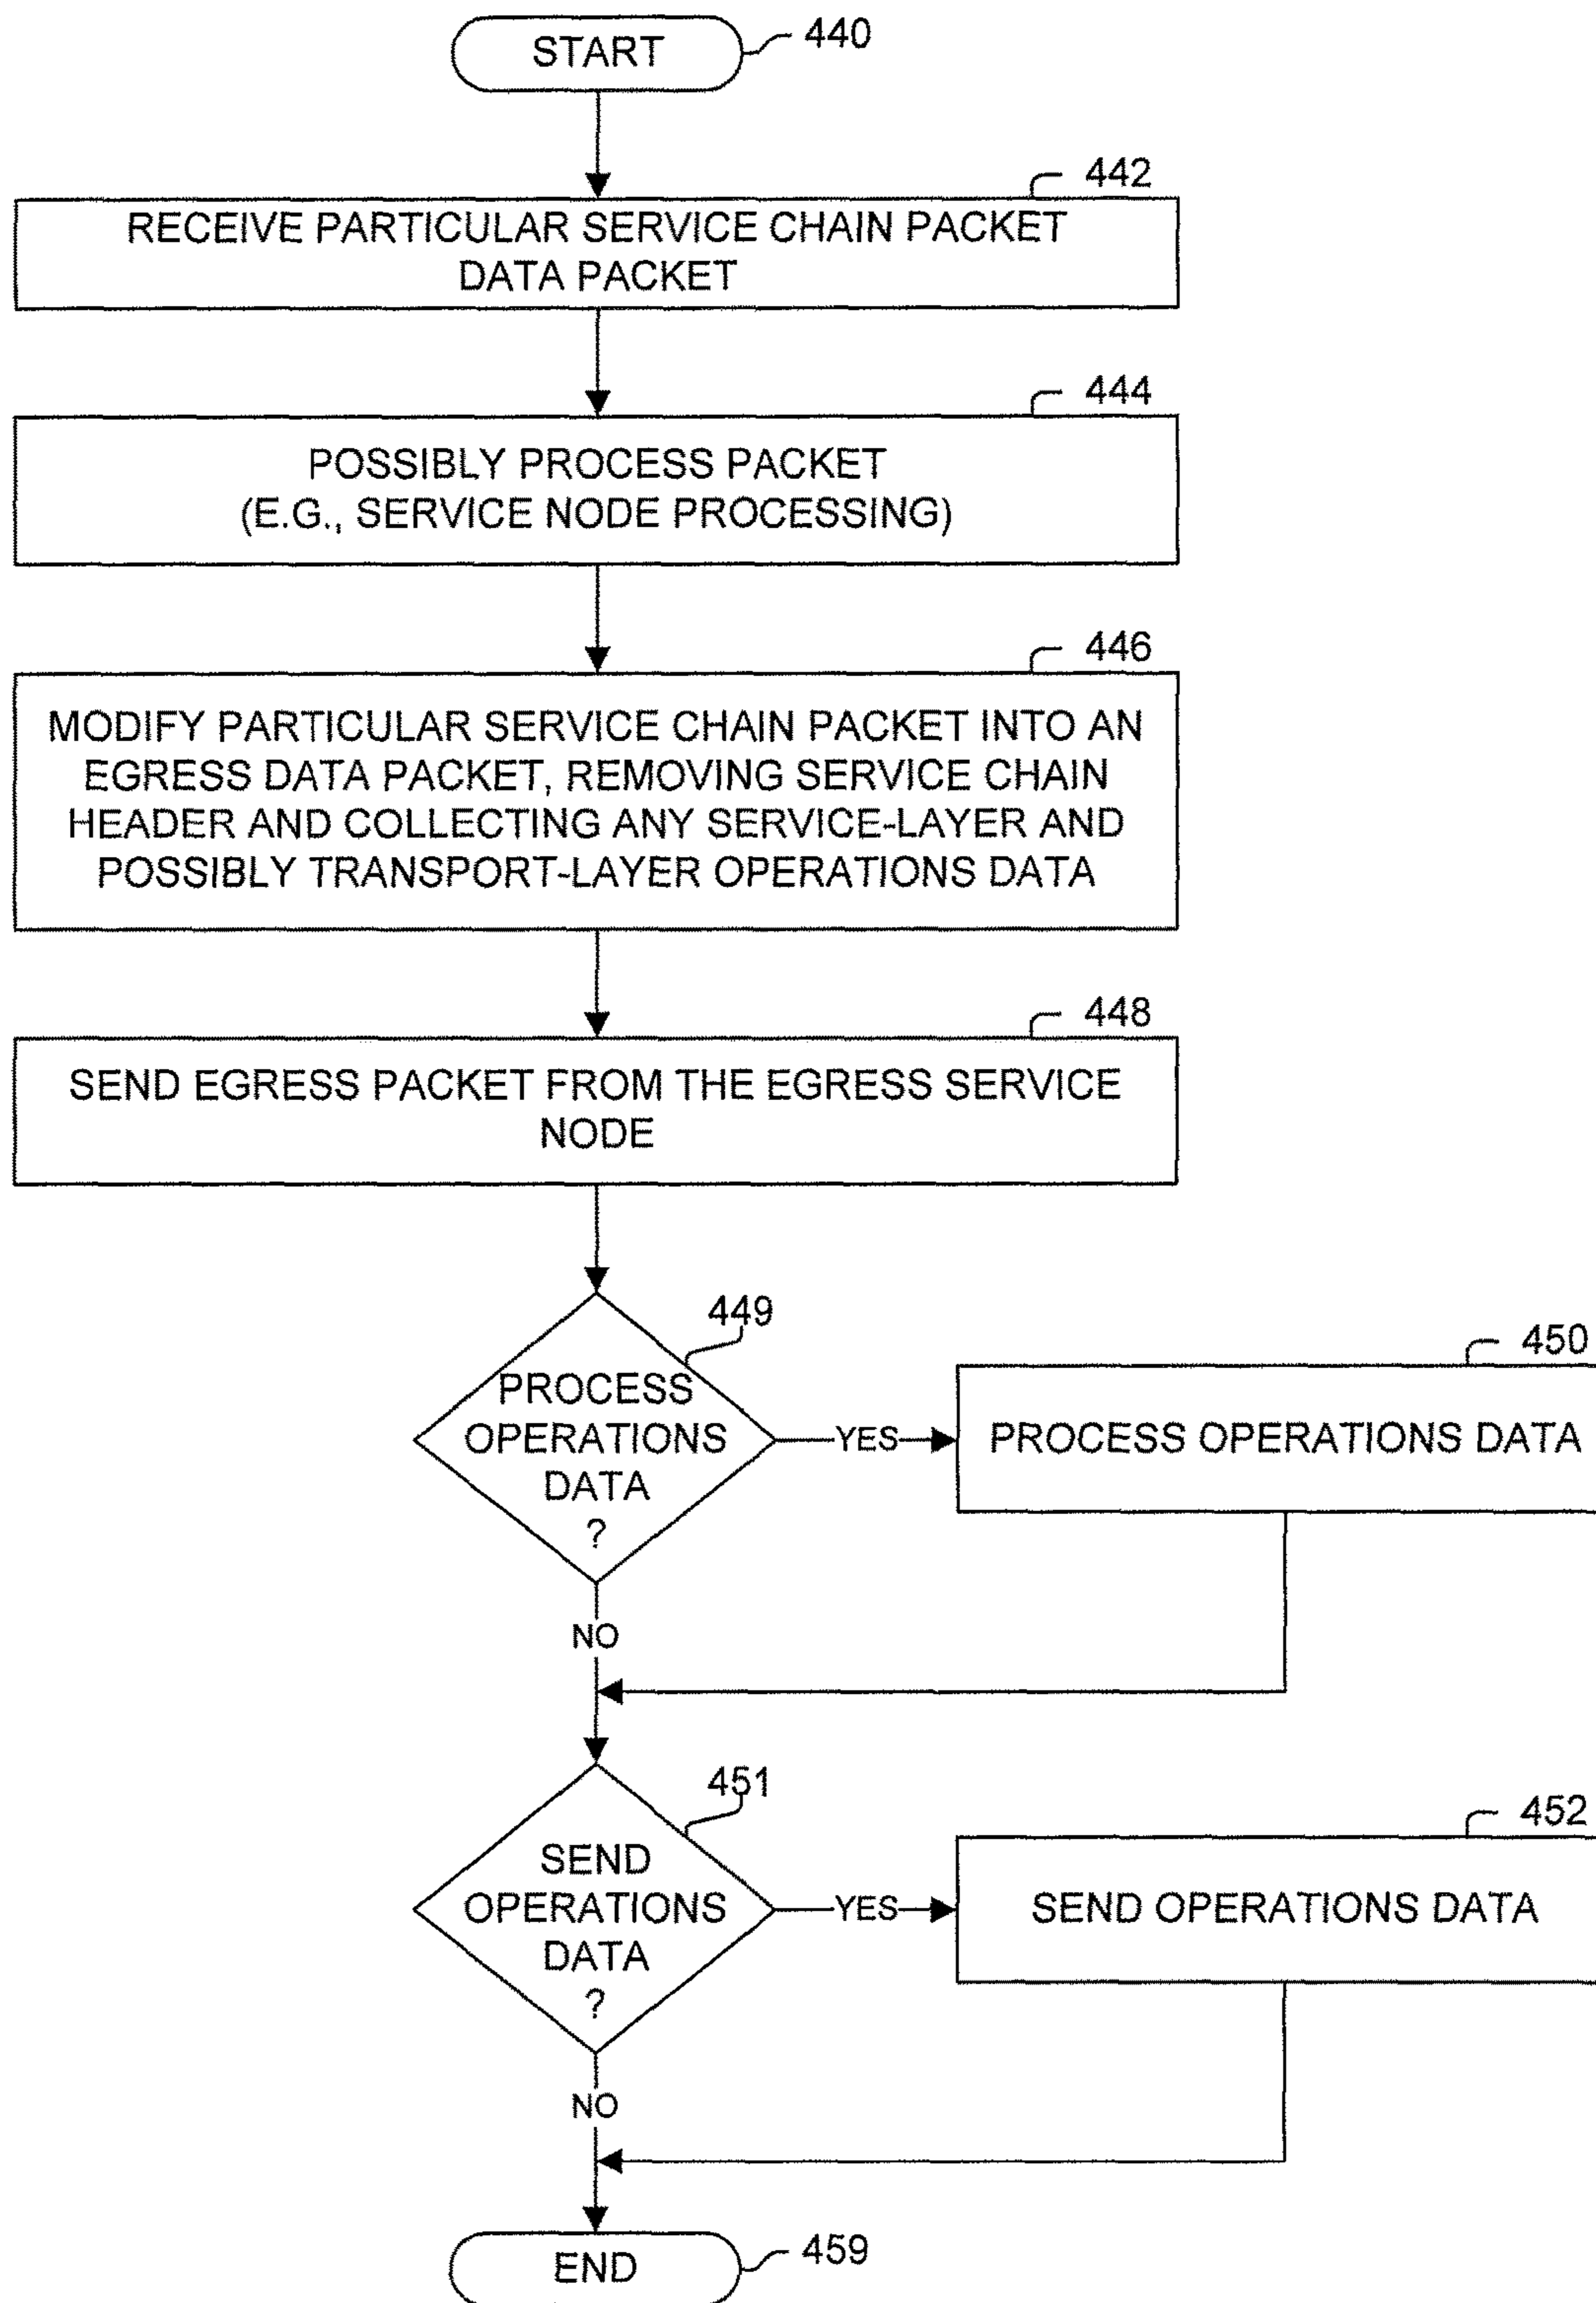 START
440
442
RECEIVE PARTICULAR SERVICE CHAIN PACKET
DATA PACKET
444
POSSIBLY PROCESS PACKET
(E.G., SERVICE NODE PROCESSING)
446
MODIFY PARTICULAR SERVICE CHAIN PACKET INTO AN
EGRESS DATA PACKET, REMOVING SERVICE CHAIN
HEADER AND COLLECTING ANY SERVICE-LAYER AND
POSSIBLY TRANSPORT-LAYER OPERATIONS DATA
448
SEND EGRESS PACKET FROM THE EGRESS SERVICE
NODE
449
PROCESS
OPERATIONS
DATA
?
YES
450
PROCESS OPERATIONS DATA
NO
451
SEND
OPERATIONS
DATA
?
YES
452
SEND OPERATIONS DATA
NO
END
459